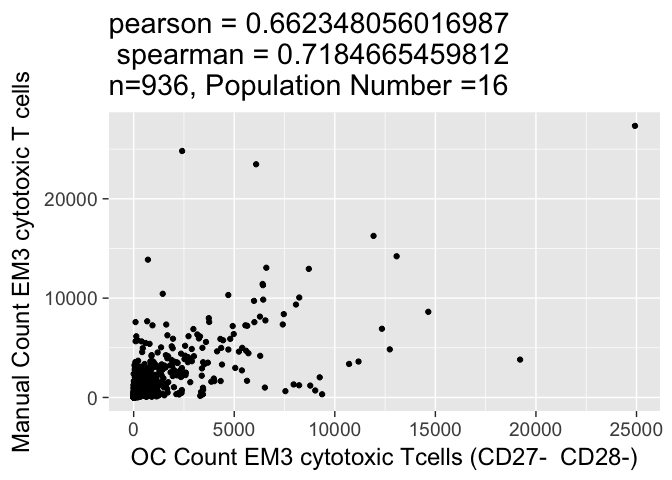 pearson = 0.662348056016987
spearman = 0.7184665459812
n=936, Population Number =16
Manual Count EM3 cytotoxic T cells
20000
10000
0
0 5000 10000 15000 20000 25000
OC Count EM3 cytotoxic Tcells (CD27-  CD28-)